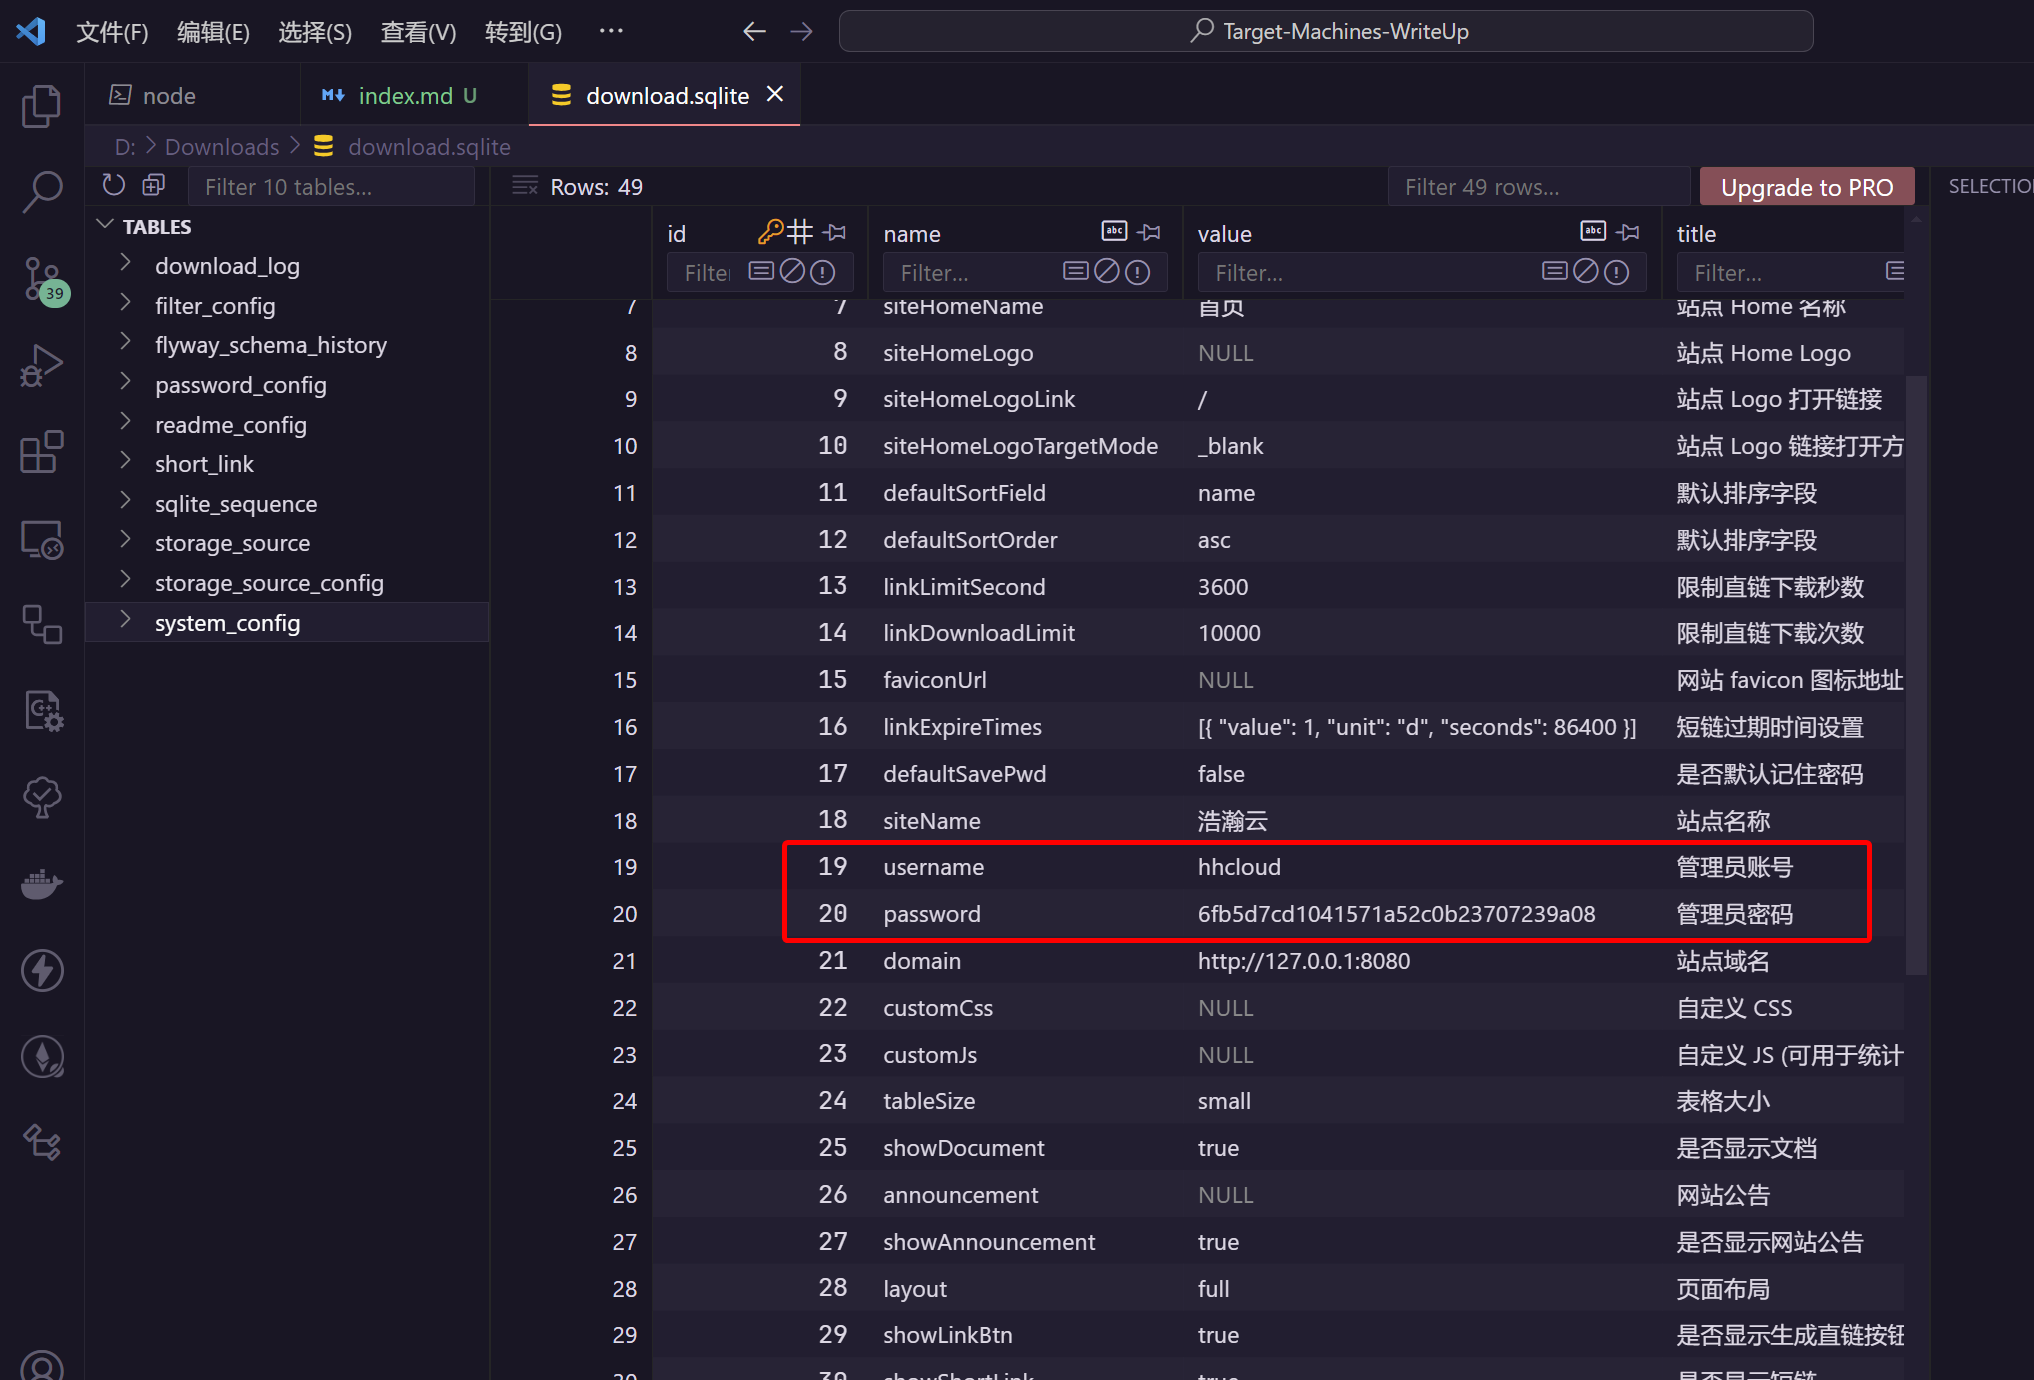 文件(F) 编辑(E) 选择(S) 查看(V) 转到(G) ··· Target-Machines-WriteUp
node index.md U download.sqlite
D: > Downloads > download.sqlite
Filter 10 tables... Rows: 49 Filter 49 rows... Upgrade to PRO SELECTIO
TABLES
download_log
filter_config
flyway_schema_history
password_config
readme_config
short_link
sqlite_sequence
storage_source
storage_source_config
system_config
39
id name value title
Filter Filter... Filter... Filter...
7 7 siteHomeName 首页 站点 Home 名称
8 8 siteHomeLogo NULL 站点 Home Logo
9 9 siteHomeLogoLink / 站点 Logo 打开链接
10 10 siteHomeLogoTargetMode _blank 站点 Logo 链接打开方
11 11 defaultSortField name 默认排序字段
12 12 defaultSortOrder asc 默认排序字段
13 13 linkLimitSecond 3600 限制直链下载秒数
14 14 linkDownloadLimit 10000 限制直链下载次数
15 15 faviconUrl NULL 网站 favicon 图标地址
16 16 linkExpireTimes [{ "value": 1, "unit": "d", "seconds": 86400 }] 短链过期时间设置
17 17 defaultSavePwd false 是否默认记住密码
18 18 siteName 浩瀚云 站点名称
19 19 username hhcloud 管理员账号
20 20 password 6fb5d7cd1041571a52c0b23707239a08 管理员密码
21 21 domain http://127.0.0.1:8080 站点域名
22 22 customCss NULL 自定义 CSS
23 23 customJs NULL 自定义 JS (可用于统计
24 24 tableSize small 表格大小
25 25 showDocument true 是否显示文档
26 26 announcement NULL 网站公告
27 27 showAnnouncement true 是否显示网站公告
28 28 layout full 页面布局
29 29 showLinkBtn true 是否显示生成直链按钮
30 30 showShortLink true 是否显示短链